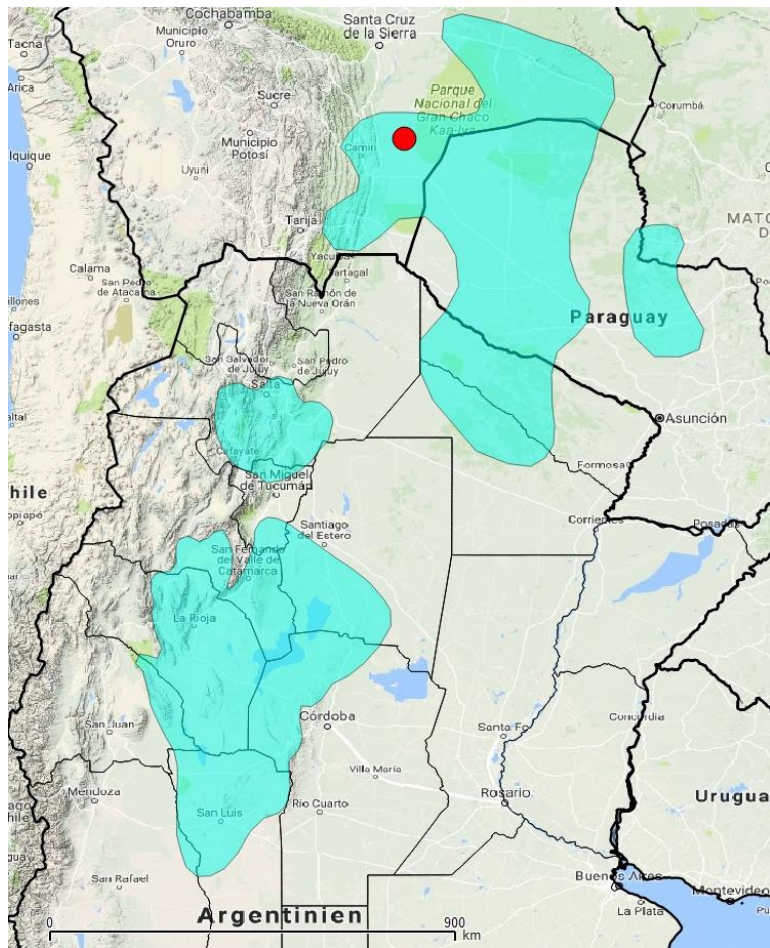 Cochabamba
Santa Cruz
de la Sierra
Tacna
Municipio
Oruro
Arica
Parque
Nacional del
Gran Chaco
Kaa-Iya
Corumbá
Sucre
Municipio
Potosí
Camiri
Iquique
Uyuni
Tarija
MATO
Yacuiba
Tartagal
Calama
San Pedro
de Atacama
San Ramón de
la Nueva Orán
Paraguay
San Salvador
de Jujuy
San Pedro
de Jujuy
Salta
Asunción
Cafayate
Formosa
San Miguel
de Tucumán
hile
Santiago
del Estero
Corrientes
Posadas
San Fernando
del Valle de
Catamarca
La Rioja
San Juan
Córdoba
Santa Fe
Concordia
Villa María
Mendoza
San Luis
Río Cuarto
Rosario
Urugua
San Rafael
Buenos Aires
Montevideo
La Plata
Argentinien
0
900
km